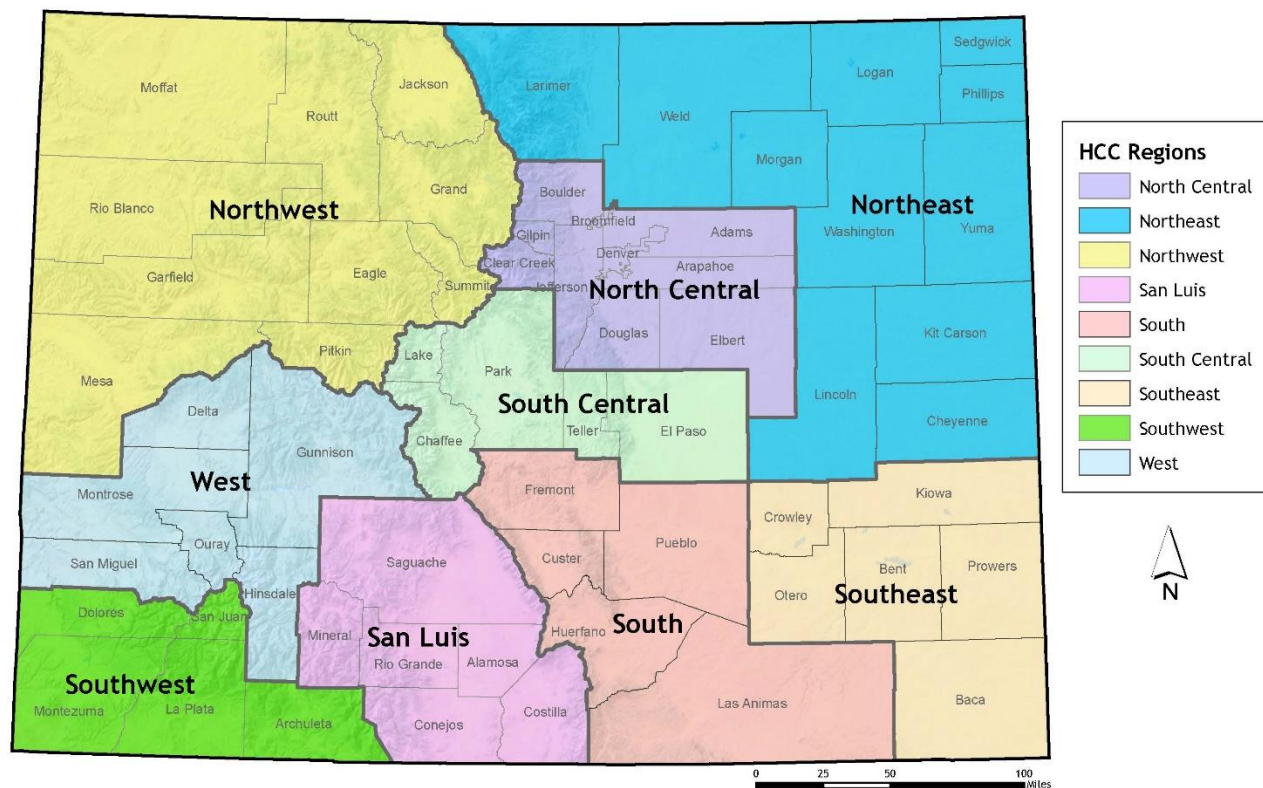 Moffat
Routt
Jackson
Larimer
Weld
Logan
Sedgwick
Phillips
Morgan
Rio Blanco
Northwest
Grand
Boulder
Broomfield
Northeast
Washington
Yuma
Gilpin
Adams
Denver
Garfield
Eagle
Clear Creek
Arapahoe
Summit
Jefferson
North Central
Douglas
Elbert
Kit Carson
Mesa
Pitkin
Lake
Park
Lincoln
Delta
South Central
Cheyenne
Chaffee
Teller
El Paso
Gunnison
West
Montrose
Fremont
Kiowa
Crowley
Ouray
Pueblo
San Miguel
Saguache
Custer
Bent
Prowers
Otero
Southeast
Hinsdale
Dolores
San Juan
Mineral
San Luis
Huerfano
South
Rio Grande
Alamosa
Southwest
Montezuma
La Plata
Archuleta
Conejos
Costilla
Las Animas
Baca
HCC Regions
North Central
Northeast
Northwest
San Luis
South
South Central
Southeast
Southwest
West
N
0 25 50 100
Miles